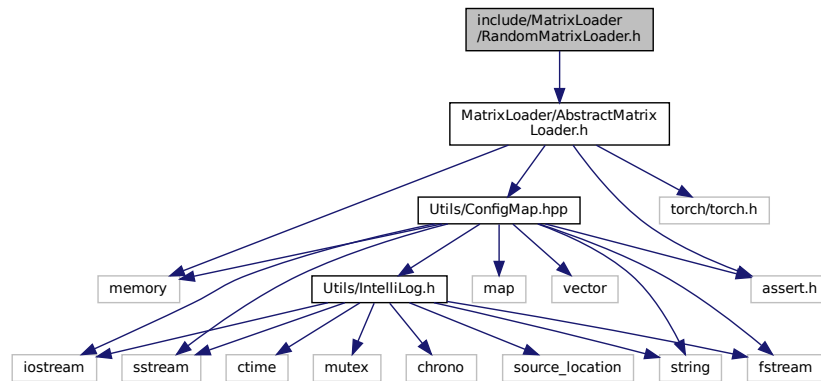 include/MatrixLoader
/RandomMatrixLoader.h
MatrixLoader/AbstractMatrix
Loader.h
Utils/ConfigMap.hpp
torch/torch.h
memory
Utils/IntelliLog.h
map
vector
assert.h
iostream
sstream
ctime
mutex
chrono
source_location
string
fstream